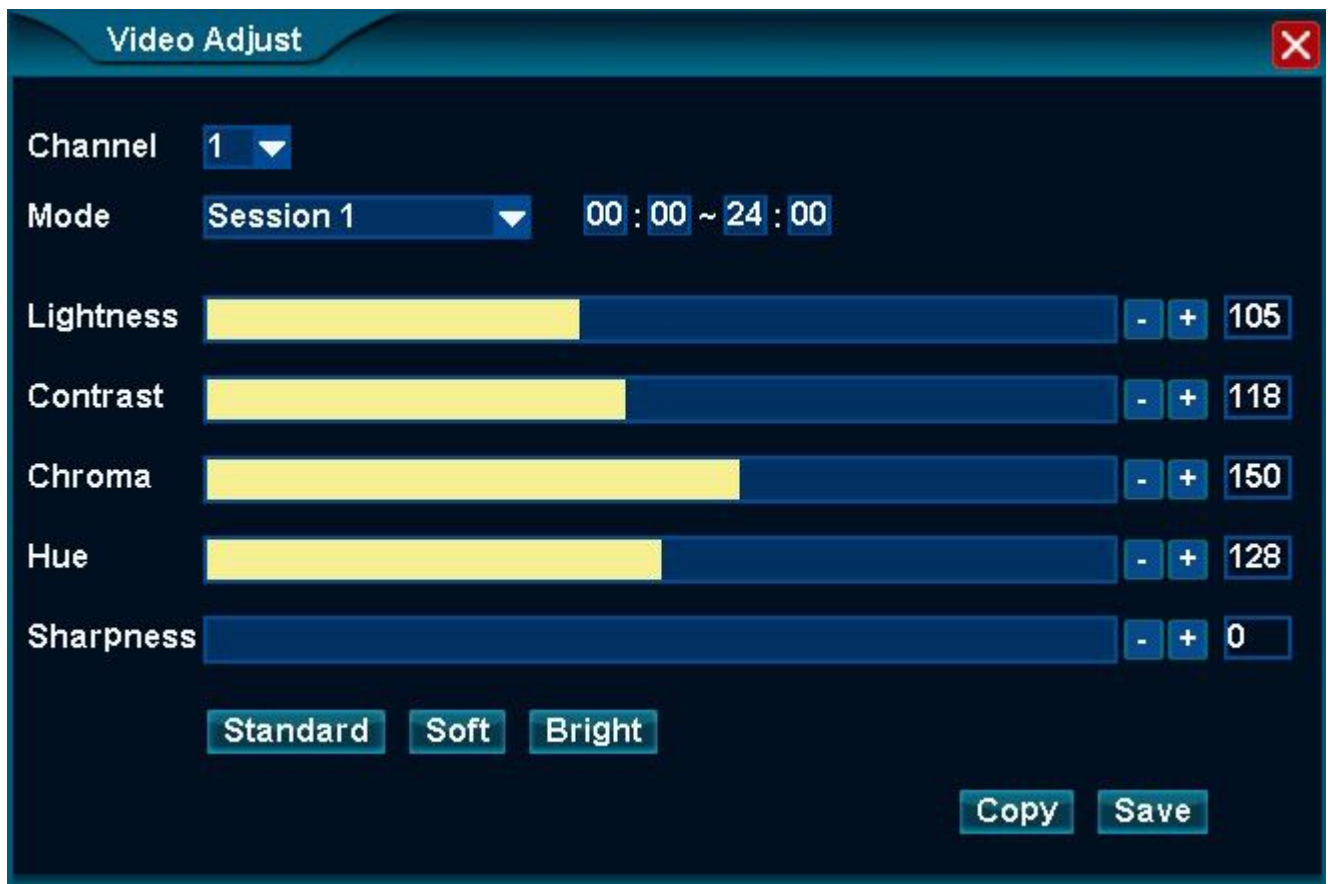 Video Adjust
Channel 1
Mode Session 1 00 : 00 ~ 24 : 00
Lightness - + 105
Contrast - + 118
Chroma - + 150
Hue - + 128
Sharpness - + 0
Standard Soft Bright
Copy Save